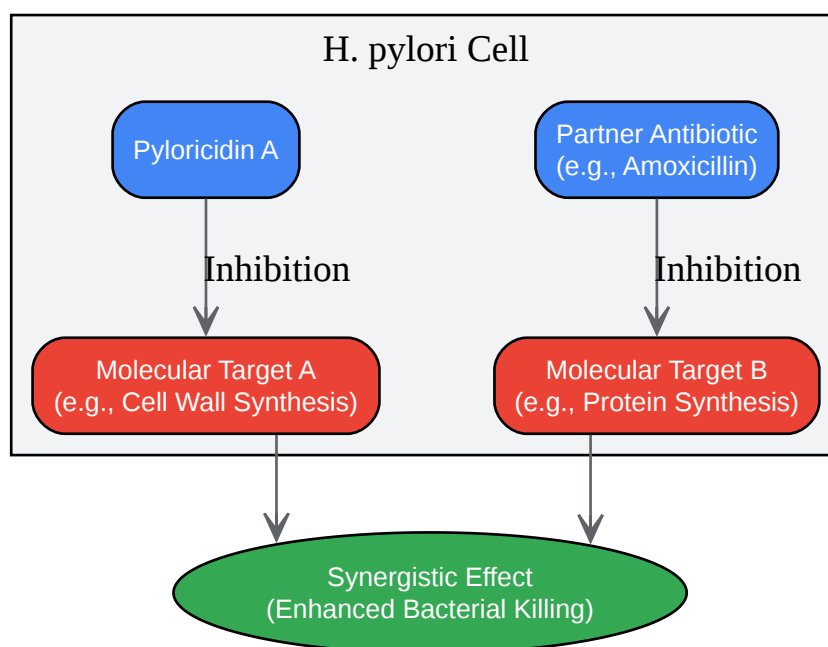 H. pylori Cell
Pyloricidin A
Partner Antibiotic
(e.g., Amoxicillin)
Inhibition
Inhibition
Molecular Target A
(e.g., Cell Wall Synthesis)
Molecular Target B
(e.g., Protein Synthesis)
Synergistic Effect
(Enhanced Bacterial Killing)